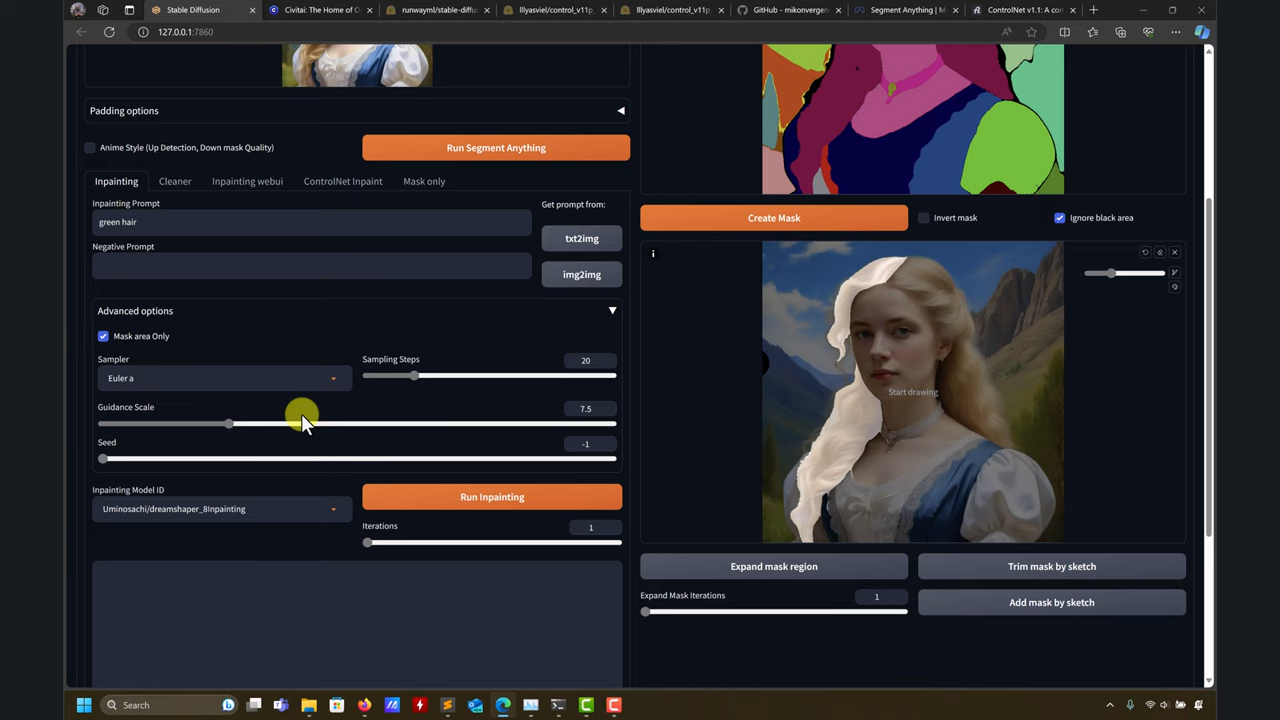 Stable Diffusion
Civitai: The Home of O
runwayml/stable-diffus
lllyasviel/control_v11p_
lllyasviel/control_v11p_
GitHub - mikonvergen
Segment Anything | M
ControlNet v1.1: A con
127.0.0.1:7860
Padding options
Anime Style (Up Detection, Down mask Quality)
Run Segment Anything
Inpainting
Cleaner
Inpainting webui
ControlNet Inpaint
Mask only
Inpainting Prompt
Get prompt from:
green hair
txt2img
Negative Prompt
img2img
Advanced options
Mask area Only
Sampler
Sampling Steps
20
Euler a
Guidance Scale
7.5
Seed
-1
Inpainting Model ID
Run Inpainting
Uminosachi/dreamshaper_8Inpainting
Iterations
1
Create Mask
Invert mask
Ignore black area
Start drawing
Expand mask region
Trim mask by sketch
Expand Mask Iterations
1
Add mask by sketch
Search